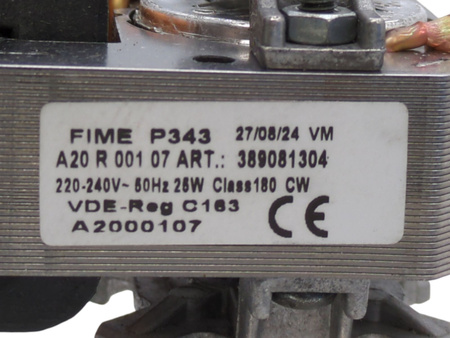 FIME P343 27/08/24 VM
A20 R 001 07 ART.: 389081304
220-240V~ 50Hz 25W Class180 CW
VDE-Reg C163
A2000107
CE